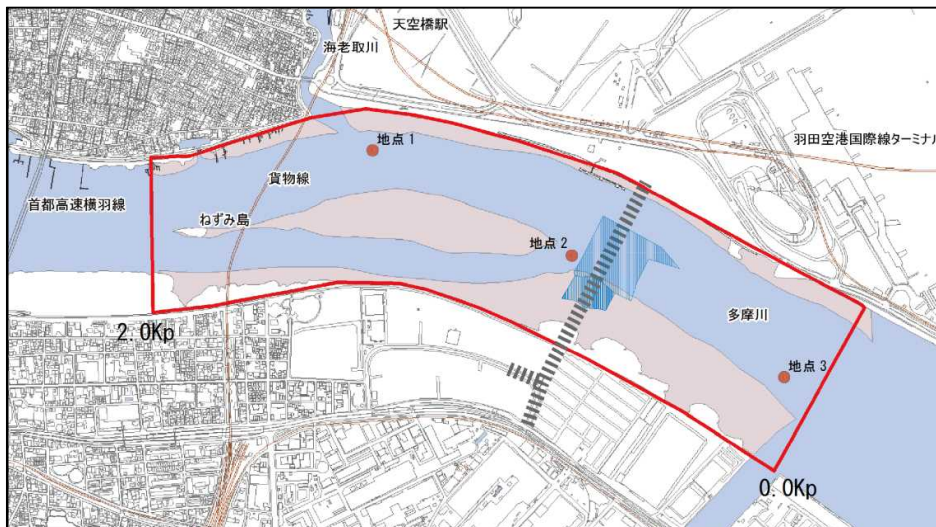 天空橋駅
海老取川
羽田空港国際線ターミナル
地点 1
貨物線
首都高速横羽線
ねずみ島
地点 2
多摩川
2.0Kp
地点 3
0.0Kp